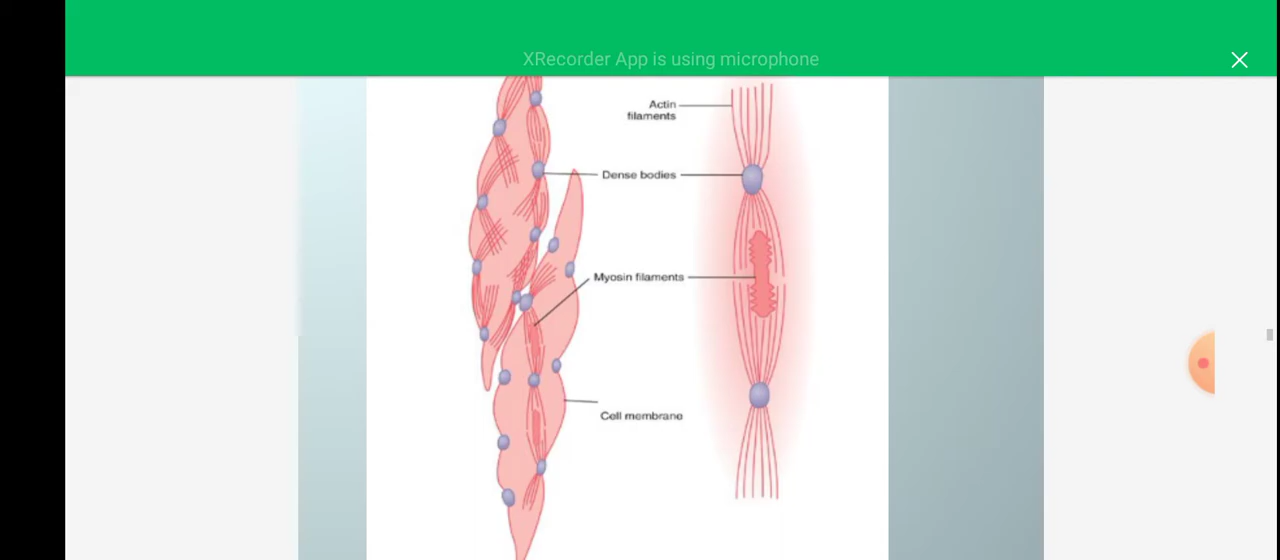 XRecorder App is using microphone
Actin
filaments
Dense bodies
Myosin filaments
Cell membrane